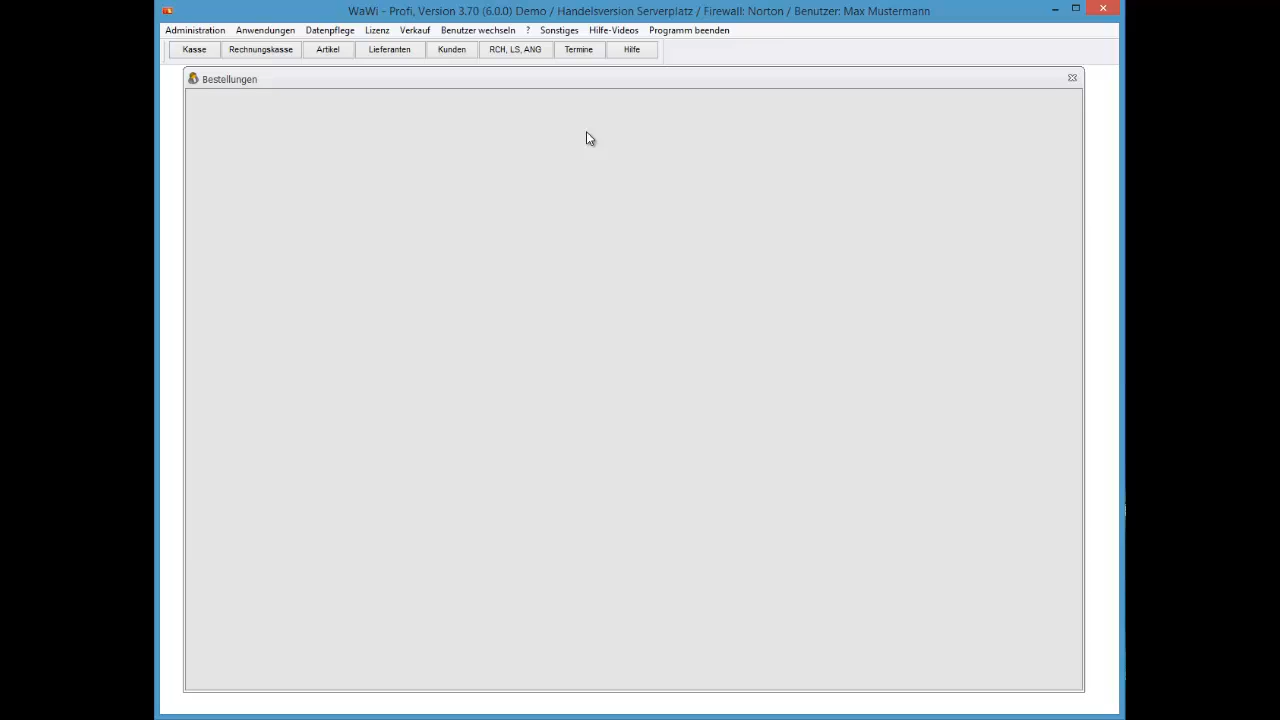 WaWi - Profi, Version 3.70 (6.0.0) Demo / Handelsversion Serverplatz / Firewall: Norton / Benutzer: Max Mustermann
Administration Anwendungen Datenpflege Lizenz Verkauf Benutzer wechseln ? Sonstiges Hilfe-Videos Programm beenden
Kasse Rechnungskasse Artikel Lieferanten Kunden RCH, LS, ANG Termine Hilfe
Bestellungen